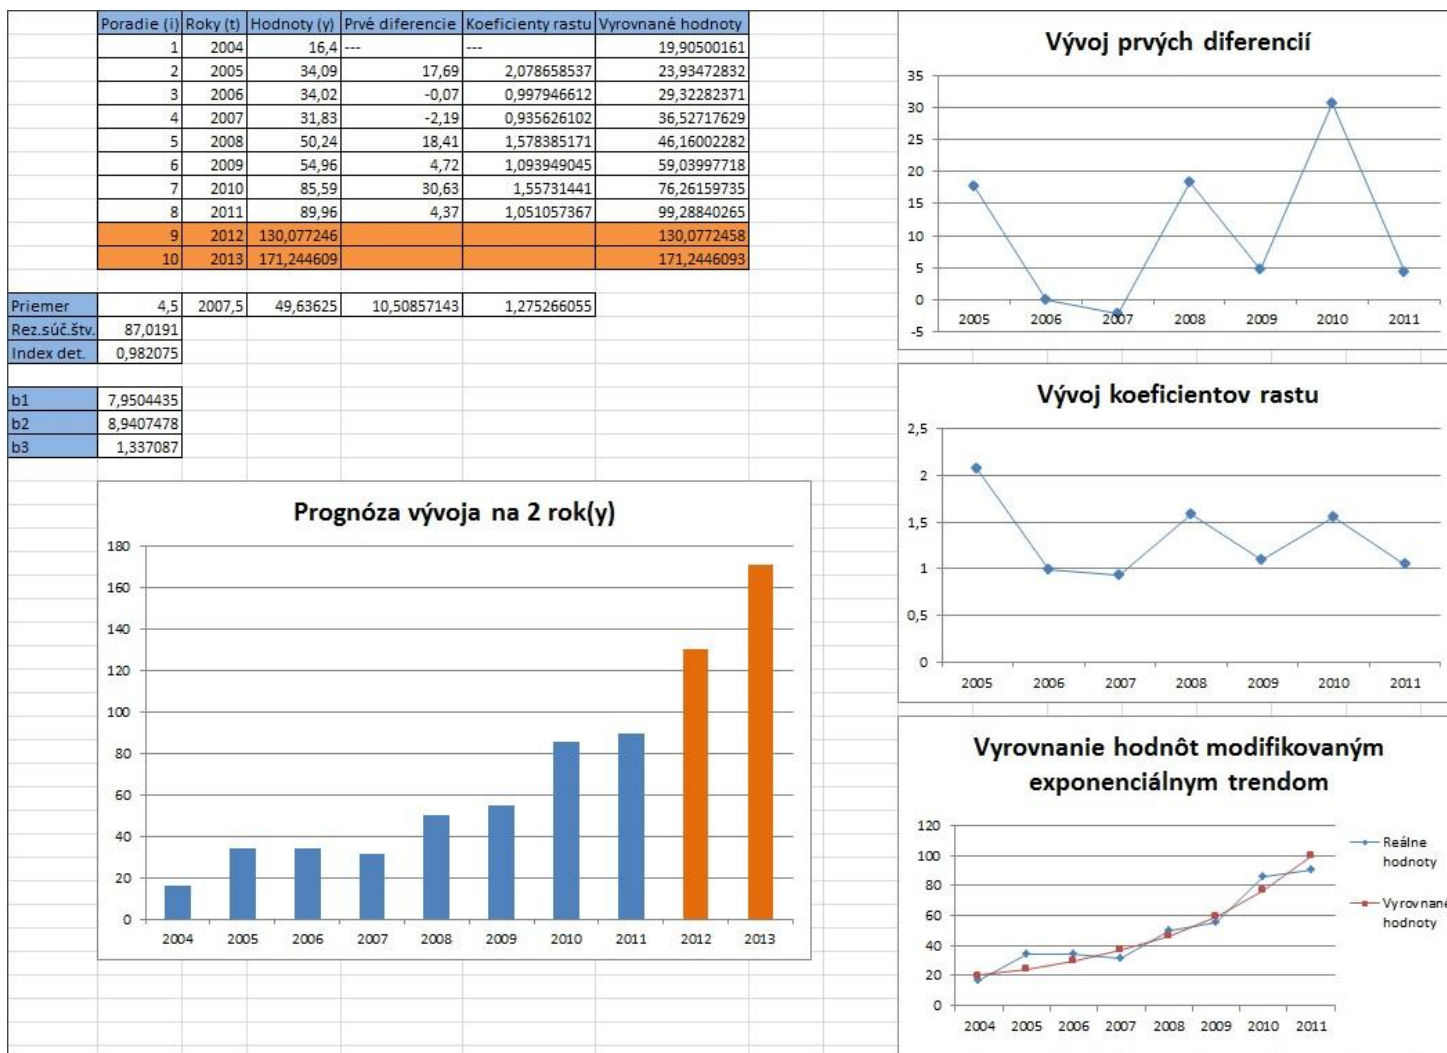 Poradie (i) Roky (t) Hodnoty (y) Prvé diferencie Koeficienty rastu Vyrovnané hodnoty
1 2004 16,4 --- --- 19,90500161
2 2005 34,09 17,69 2,078658537 23,93472832
3 2006 34,02 -0,07 0,997946612 29,32282371
4 2007 31,83 -2,19 0,935626102 36,52717629
5 2008 50,24 18,41 1,578385171 46,16002282
6 2009 54,96 4,72 1,093949045 59,03997718
7 2010 85,59 30,63 1,55731441 76,26159735
8 2011 89,96 4,37 1,051057367 99,28840265
9 2012 130,077246 130,0772458
10 2013 171,244609 171,2446093
Priemer 4,5 2007,5 49,63625 10,50857143 1,275266055
Rez.súč.štv. 87,0191
Index det. 0,982075
b1 7,9504435
b2 8,9407478
b3 1,337087
Prognóza vývoja na 2 rok(y)
180
160
140
120
100
80
60
40
20
0
2004 2005 2006 2007 2008 2009 2010 2011 2012 2013
Vývoj prvých diferencií
35
30
25
20
15
10
5
0
-5
2005 2006 2007 2008 2009 2010 2011
Vývoj koeficientov rastu
2,5
2
1,5
1
0,5
0
2005 2006 2007 2008 2009 2010 2011
Vyrovnanie hodnôt modifikovaným
exponenciálnym trendom
120
100
80
60
40
20
0
2004 2005 2006 2007 2008 2009 2010 2011
Reálne
hodnoty
Vyrovnané
hodnoty